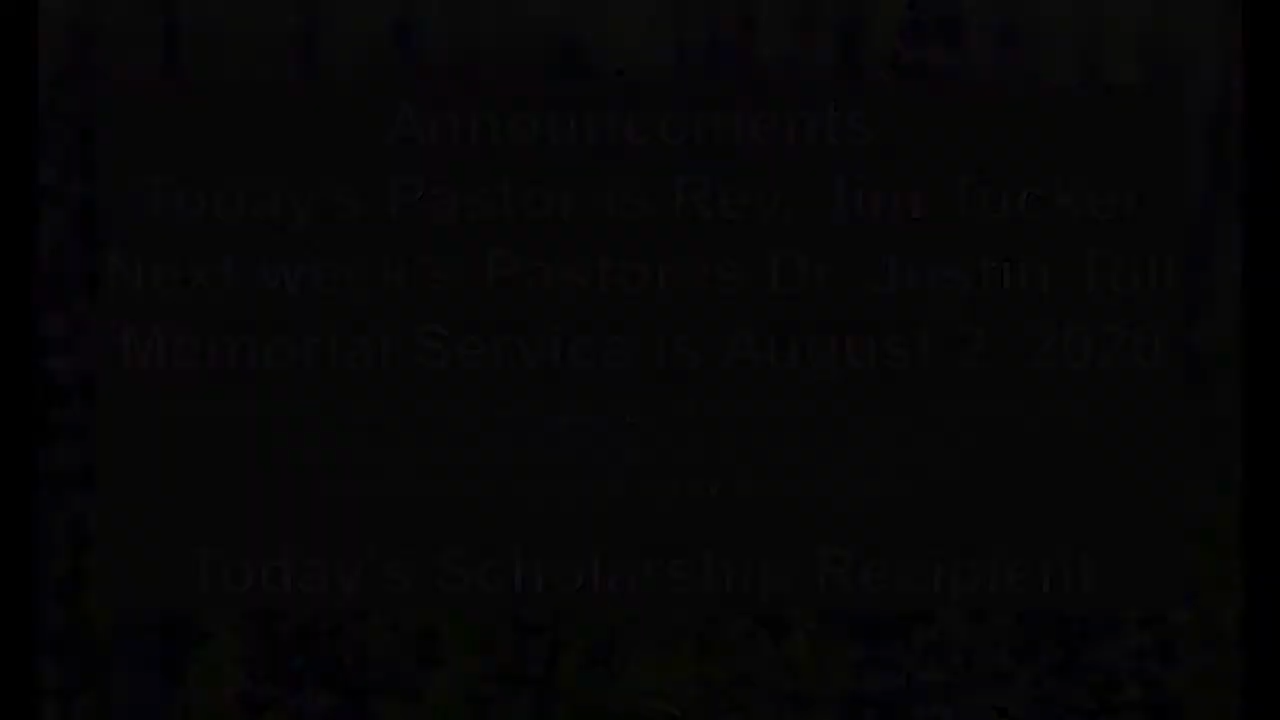 Announcements
Today's Pastor is Rev. Jim Tucker
Next week's Pastor is Dr. Justin
Memorial Service is August 2, 2020
Today's Scholarship Recipient